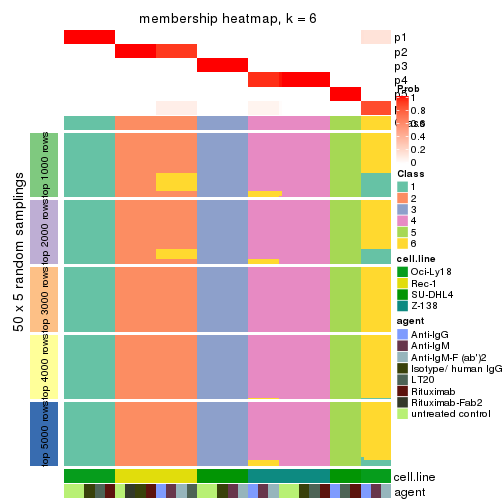 membership heatmap, k = 6
p1
p2
p3
p4
Prob
1
0.8
0.6
0.4
0.2
0
Class
1
2
3
4
5
6
cell.line
Oci-Ly18
Rec-1
SU-DHL4
Z-138
agent
Anti-IgG
Anti-IgM
Anti-IgM-F (ab')2
Isotype/ human IgG
LT20
Rituximab
Rituximab-Fab2
untreated control
50 x 5 random samplings
top 1000 rows
top 2000 rows
top 3000 rows
top 4000 rows
top 5000 rows
cell.line
agent